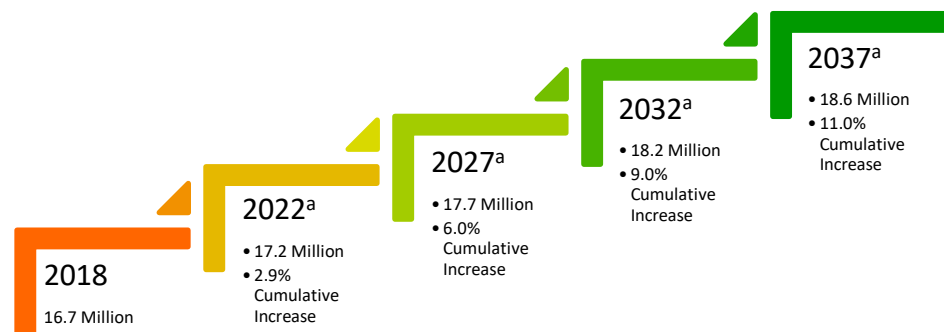 2018
16.7 Million
2022ᵃ
• 17.2 Million
• 2.9%
Cumulative
Increase
2027ᵃ
• 17.7 Million
• 6.0%
Cumulative
Increase
2032ᵃ
• 18.2 Million
• 9.0%
Cumulative
Increase
2037ᵃ
• 18.6 Million
• 11.0%
Cumulative
Increase